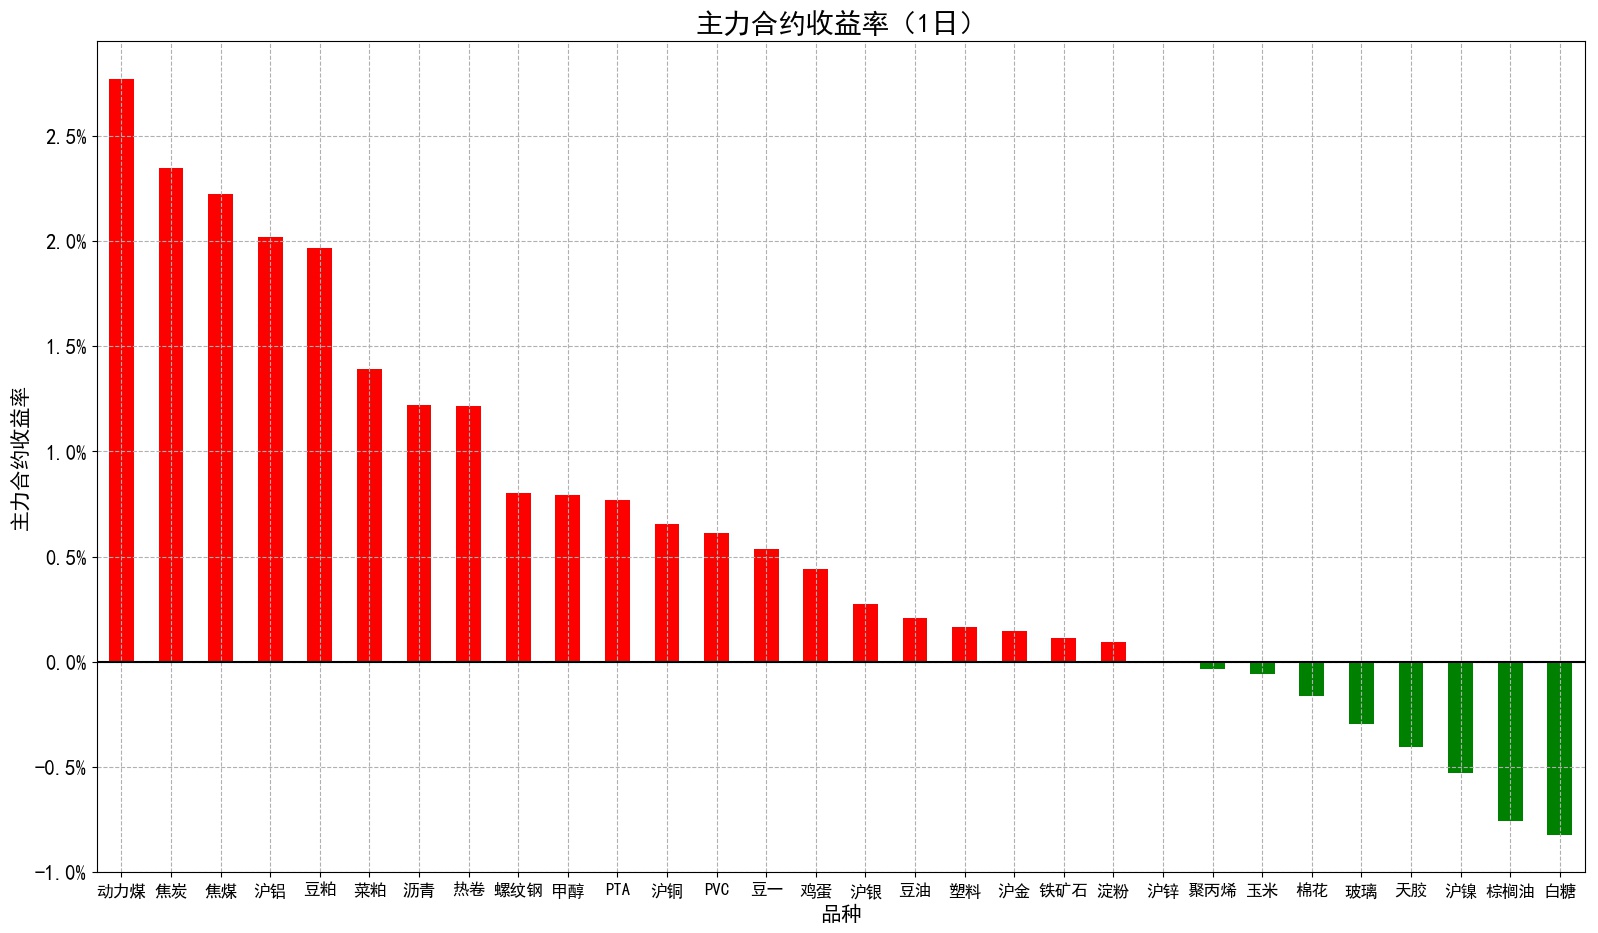 主力合约收益率（1日）
主力合约收益率
2.5%
2.0%
1.5%
1.0%
0.5%
0.0%
−0.5%
−1.0%
动力煤 焦炭 焦煤 沪铝 豆粕 菜粕 沥青 热卷 螺纹钢 甲醇 PTA 沪铜 PVC 豆一 鸡蛋 沪银 豆油 塑料 沪金 铁矿石 淀粉 沪锌 聚丙烯 玉米 棉花 玻璃 天胶 沪镍 棕榈油 白糖
品种